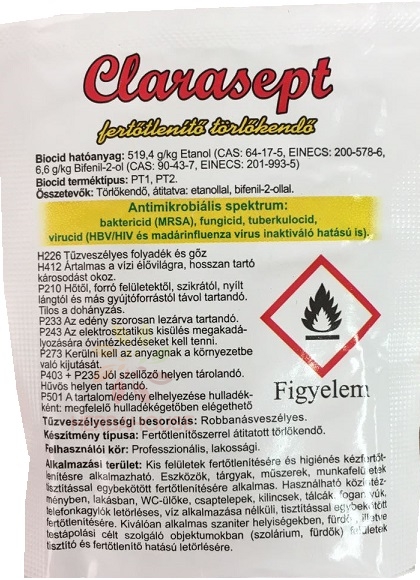 Clarasept
fertőtlenítő törlőkendő
Biocid hatóanyag: 519,4 g/kg Etanol (CAS: 64-17-5, EINECS: 200-578-6,
6,6 g/kg Bifenil-2-ol (CAS: 90-43-7, EINECS: 201-993-5)
Biocid terméktípus: PT1, PT2.
Összetevők: Törlőkendő, átitatva: etanollal, bifenil-2-ollal.
Antimikrobiális spektrum:
baktericid (MRSA), fungicid, tuberkulocid,
virucid (HBV/HIV és madárinfluenza vírus inaktiváló hatású is).
H226 Tűzveszélyes folyadék és gőz
H412 Ártalmas a vízi élővilágra, hosszan tartó
károsodást okoz.
P210 Hőtől, forró felületektől, szikrától, nyílt
lángtól és más gyújtóforrástól távol tartandó.
Tilos a dohányzás.
P233 Az edény szorosan lezárva tartandó.
P243 Az elektrosztatikus kisülés megakadá-
lyozására óvintézkedéseket kell tenni.
P273 Kerülni kell az anyagnak a környezetbe
való kijutását.
P403 + P235 Jól szellőző helyen tárolandó.
Hűvös helyen tartandó.
P501 A tartalom/edény elhelyezése hulladék-
ként: megfelelő hulladékégetőben elégethető
Figyelem
Tűzveszélyességi besorolás: Robbanásveszélyes.
Készítmény típusa: Fertőtlenítőszerrel átitatott törlőkendő.
Felhasználói kör: Professzionális, lakossági.
Alkalmazási terület: Kis felületek fertőtlenítésére és higiénés kézfertőt-
lenítésre alkalmazható. Eszközök, tárgyak, műszerek, munkafelületek
tisztítással egybekötött fertőtlenítésére alkalmas. Használható közintéz-
ményben, lakásban, WC-ülőke, csaptelepek, kilincsek, tálcák, fogantyúk,
telefonkagylók letörlésés, víz alkalmazása nélküli, tisztítással egybekötött
fertőtlenítésére. Kiválóan alkalmas szaniter helyiségekben, fürdő, illetve
testápolási célt szolgáló objektumokban (szolárium, fürdők) felületek
tisztító és fertőtlenítő hatású letörlésére.